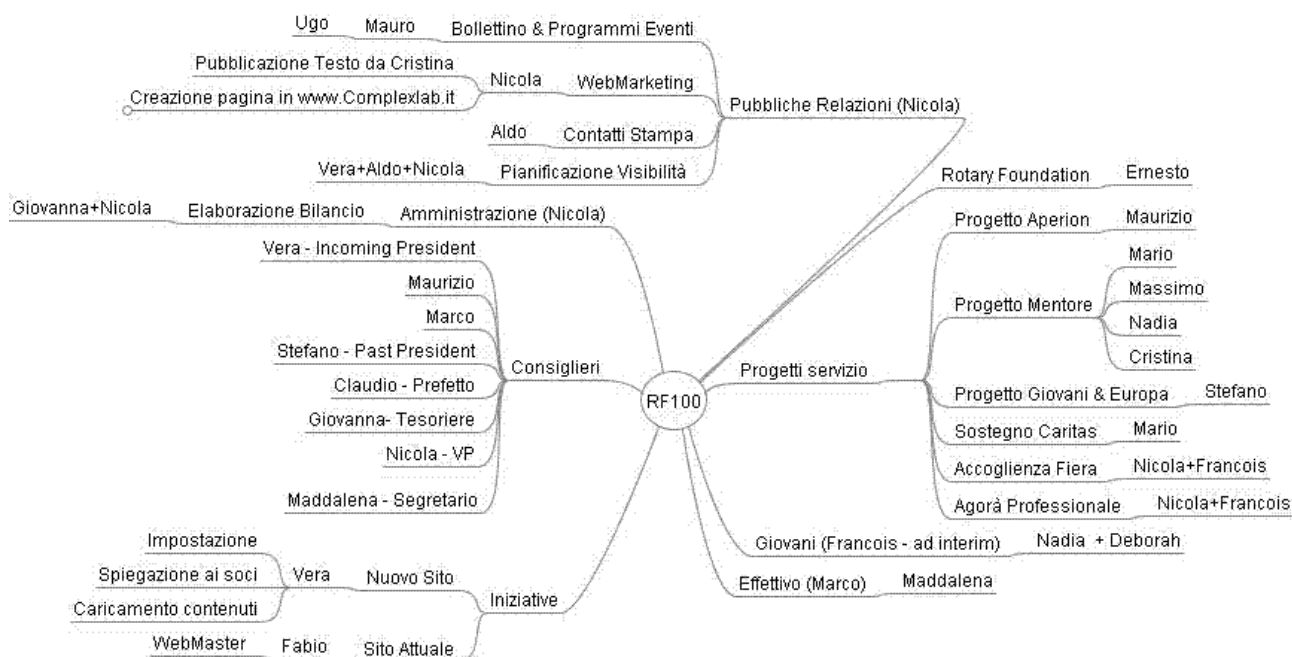 Ugo
Mauro
Bollettino & Programmi Eventi
Pubblicazione Testo da Cristina
Creazione pagina in www.Complexlab.it
Nicola
WebMarketing
Aldo
Contatti Stampa
Vera+Aldo+Nicola
Pianificazione Visibilità
Pubbliche Relazioni (Nicola)
Giovanna+Nicola
Elaborazione Bilancio
Amministrazione (Nicola)
Vera - Incoming President
Maurizio
Marco
Stefano - Past President
Claudio - Prefetto
Giovanna- Tesoriere
Nicola - VP
Maddalena - Segretario
Consiglieri
Impostazione
Spiegazione ai soci
Caricamento contenuti
Vera
Nuovo Sito
WebMaster
Fabio
Sito Attuale
Iniziative
RF100
Rotary Foundation
Ernesto
Progetti servizio
Progetto Aperion
Maurizio
Progetto Mentore
Mario
Massimo
Nadia
Cristina
Progetto Giovani & Europa
Stefano
Sostegno Caritas
Mario
Accoglienza Fiera
Nicola+Francois
Agorà Professionale
Nicola+Francois
Giovani (Francois - ad interim)
Nadia + Deborah
Effettivo (Marco)
Maddalena